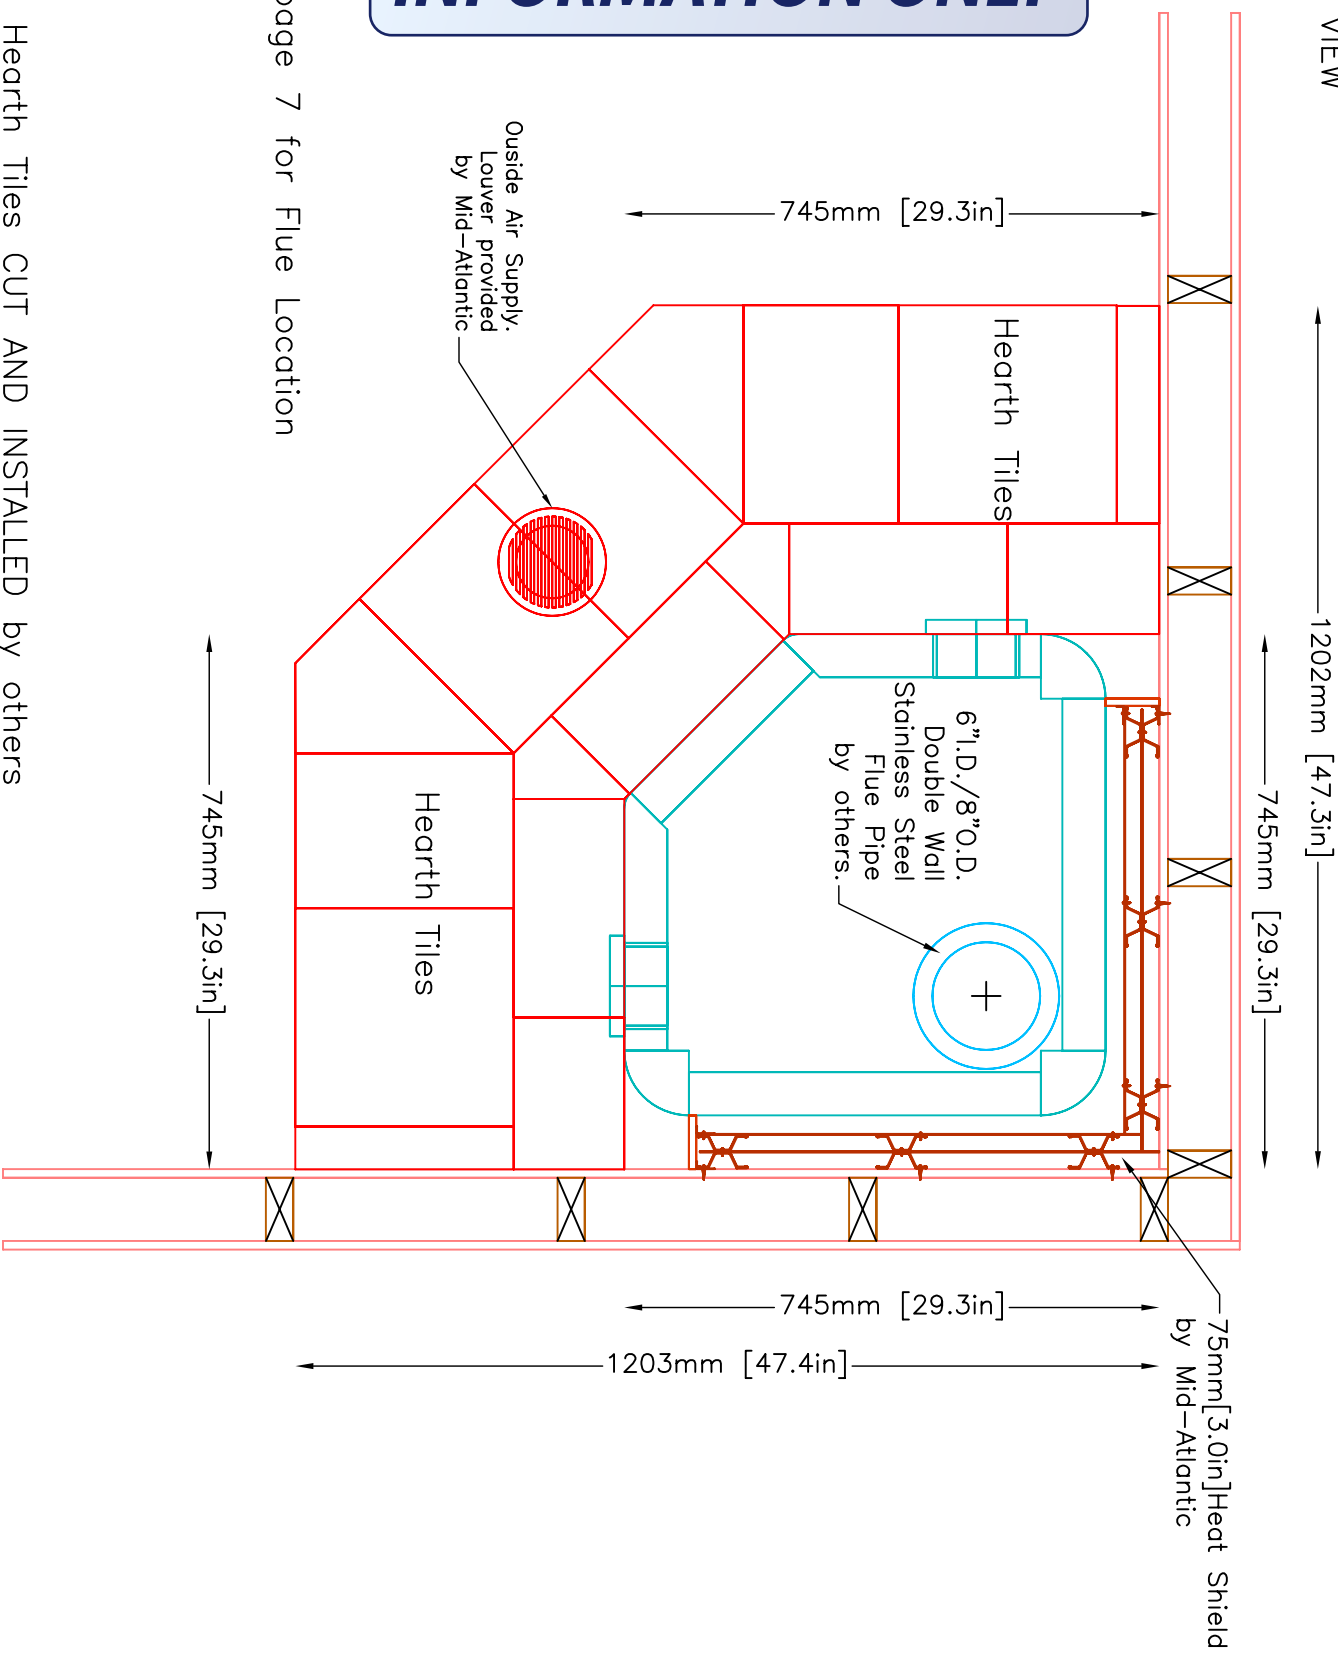 VIEW
1202mm [47.3in]
745mm [29.3in]
745mm [29.3in]
Hearth Tiles
6"I.D./8"O.D.
Double Wall
Stainless Steel
Flue Pipe
by others.
Ouside Air Supply.
Louver provided
by Mid-Atlantic
Hearth Tiles
745mm [29.3in]
75mm[3.0in]Heat Shield
by Mid-Atlantic
745mm [29.3in]
1203mm [47.4in]
page 7 for Flue Location
Hearth Tiles CUT AND INSTALLED by others